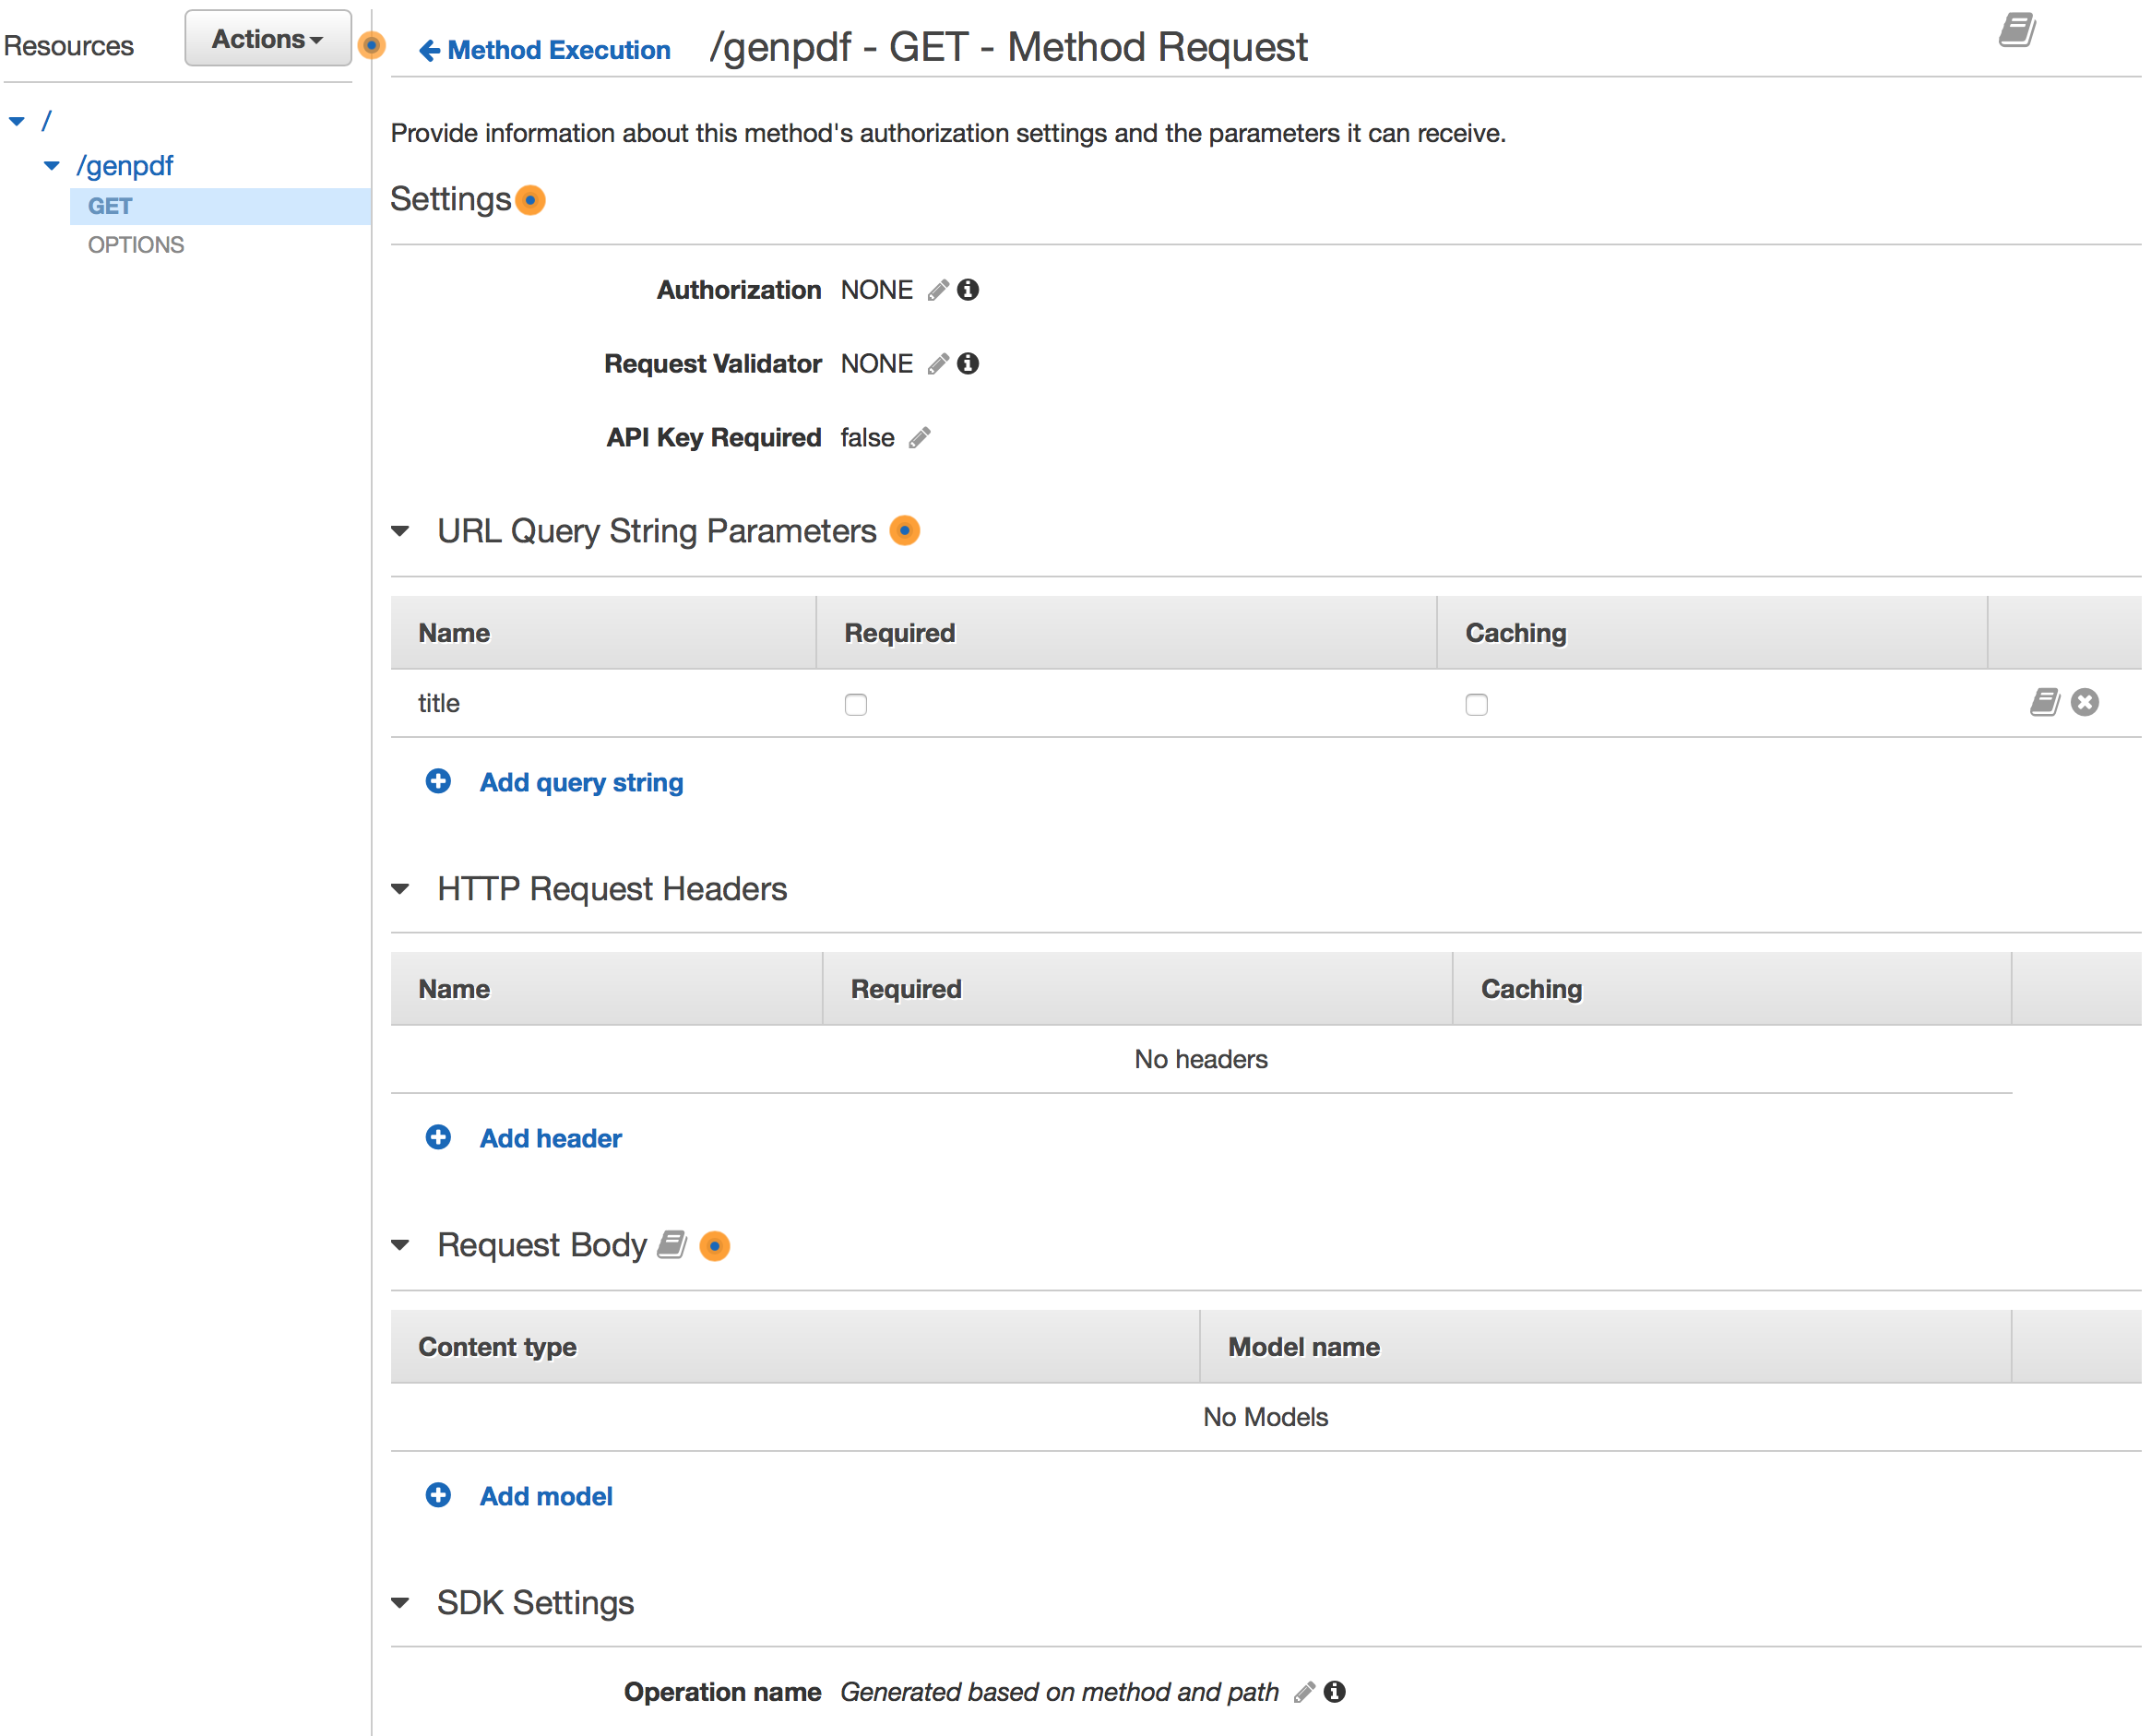 Resources
Actions
/
/genpdf
GET
OPTIONS
Method Execution /genpdf - GET - Method Request
Provide information about this method's authorization settings and the parameters it can receive.
Settings
Authorization NONE
Request Validator NONE
API Key Required false
URL Query String Parameters
Name Required Caching
title
Add query string
HTTP Request Headers
Name Required Caching
No headers
Add header
Request Body
Content type Model name
No Models
Add model
SDK Settings
Operation name Generated based on method and path